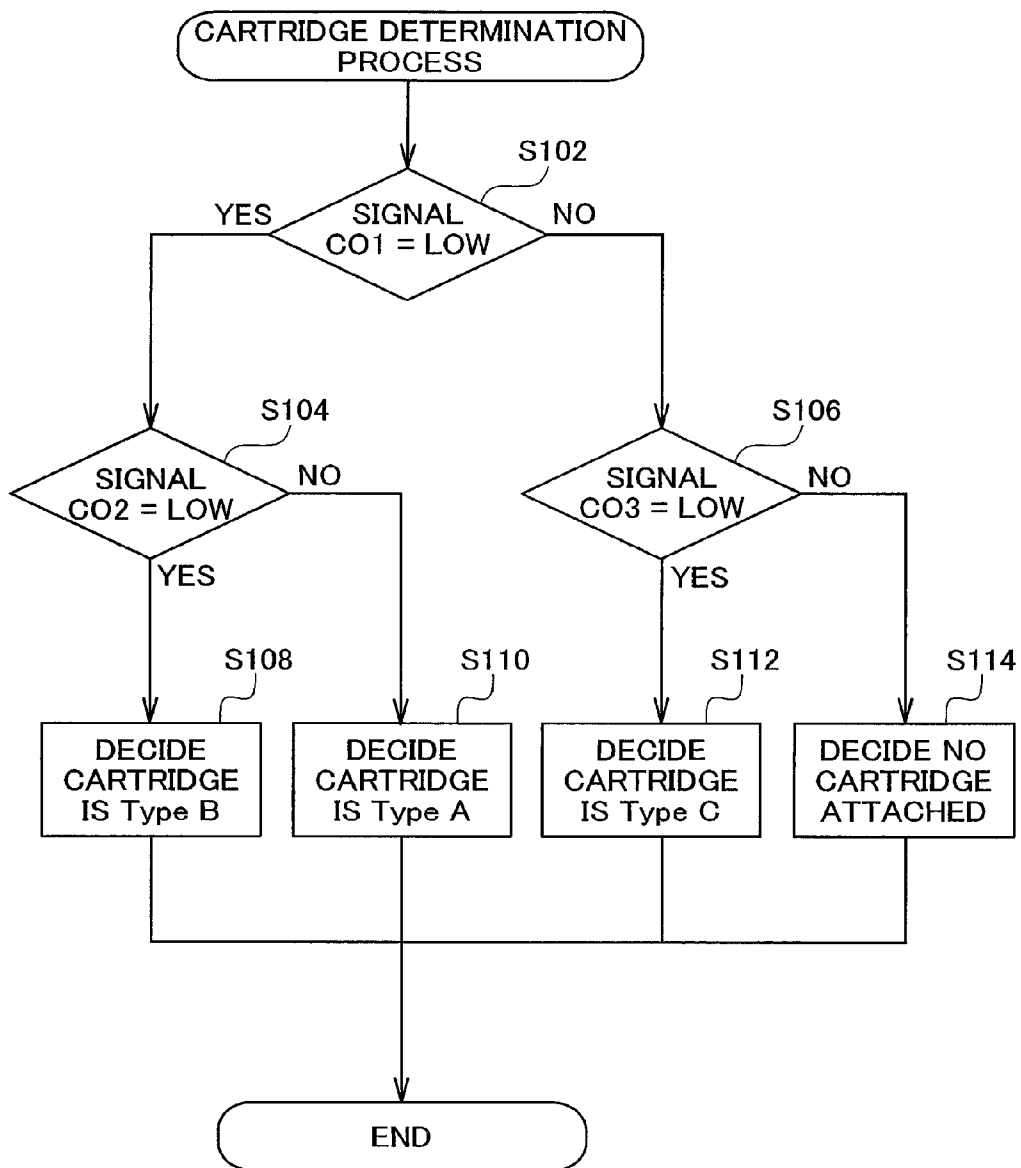 CARTRIDGE DETERMINATION
PROCESS
S102
YES
SIGNAL
CO1 = LOW
NO
S104
SIGNAL
CO2 = LOW
NO
YES
S106
SIGNAL
CO3 = LOW
NO
YES
S108
DECIDE
CARTRIDGE
IS Type B
S110
DECIDE
CARTRIDGE
IS Type A
S112
DECIDE
CARTRIDGE
IS Type C
S114
DECIDE NO
CARTRIDGE
ATTACHED
END